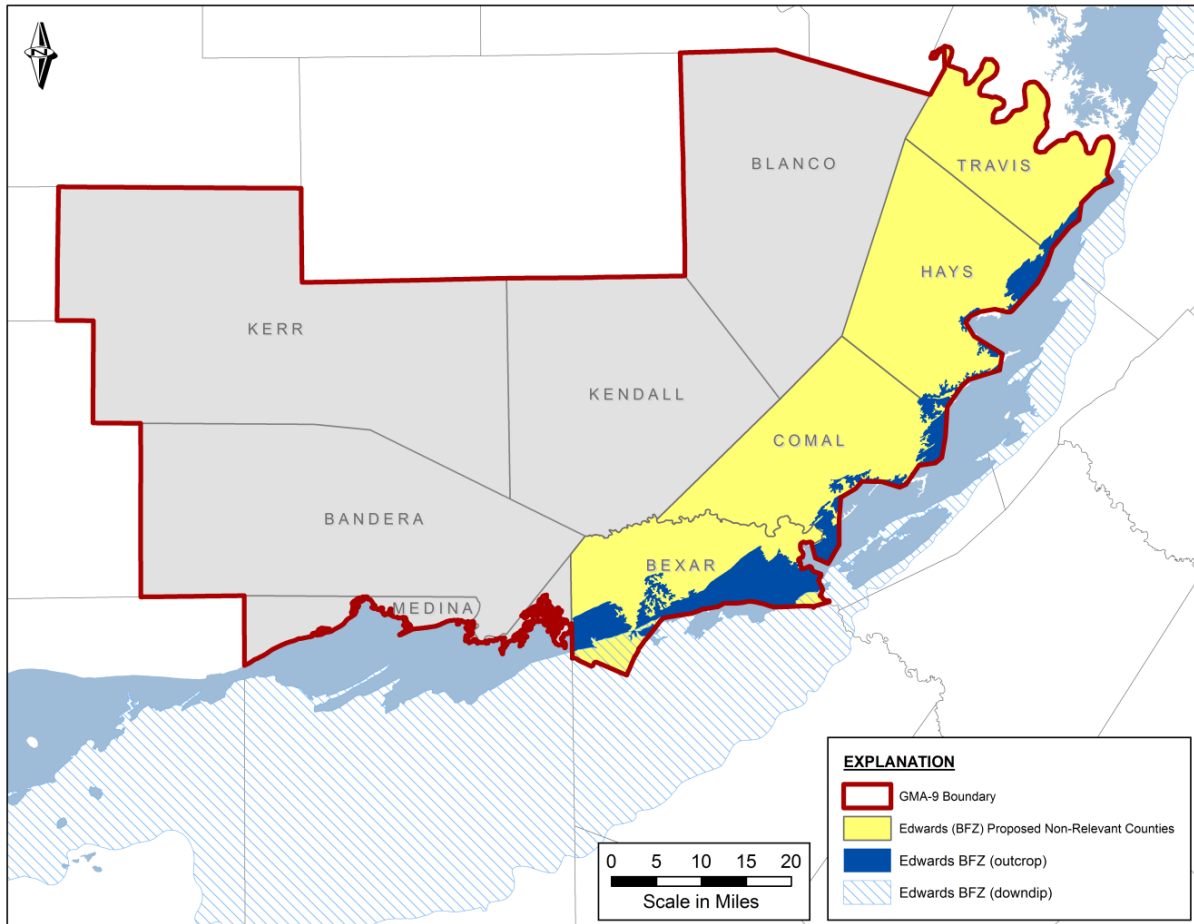 N
BLANCO
TRAVIS
HAYS
KERR
KENDALL
COMAL
BANDERA
BEXAR
MEDINA
EXPLANATION
GMA-9 Boundary
Edwards (BFZ) Proposed Non-Relevant Counties
Edwards BFZ (outcrop)
Edwards BFZ (downdip)
0 5 10 15 20
Scale in Miles